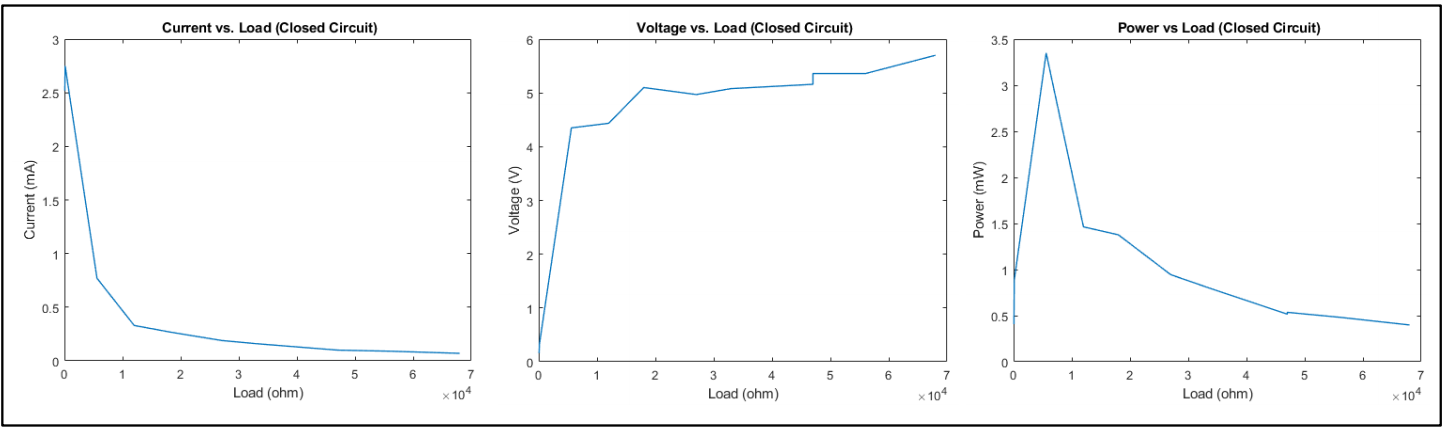 Current vs. Load (Closed Circuit)
3
2.5
2
1.5
1
0.5
0
Current (mA)
0 1 2 3 4 5 6 7
Load (ohm)
×10^4
Voltage vs. Load (Closed Circuit)
6
5
4
3
2
1
0
Voltage (V)
0 1 2 3 4 5 6 7
Load (ohm)
×10^4
Power vs Load (Closed Circuit)
3.5
3
2.5
2
1.5
1
0.5
0
Power (mW)
0 1 2 3 4 5 6 7
Load (ohm)
×10^4